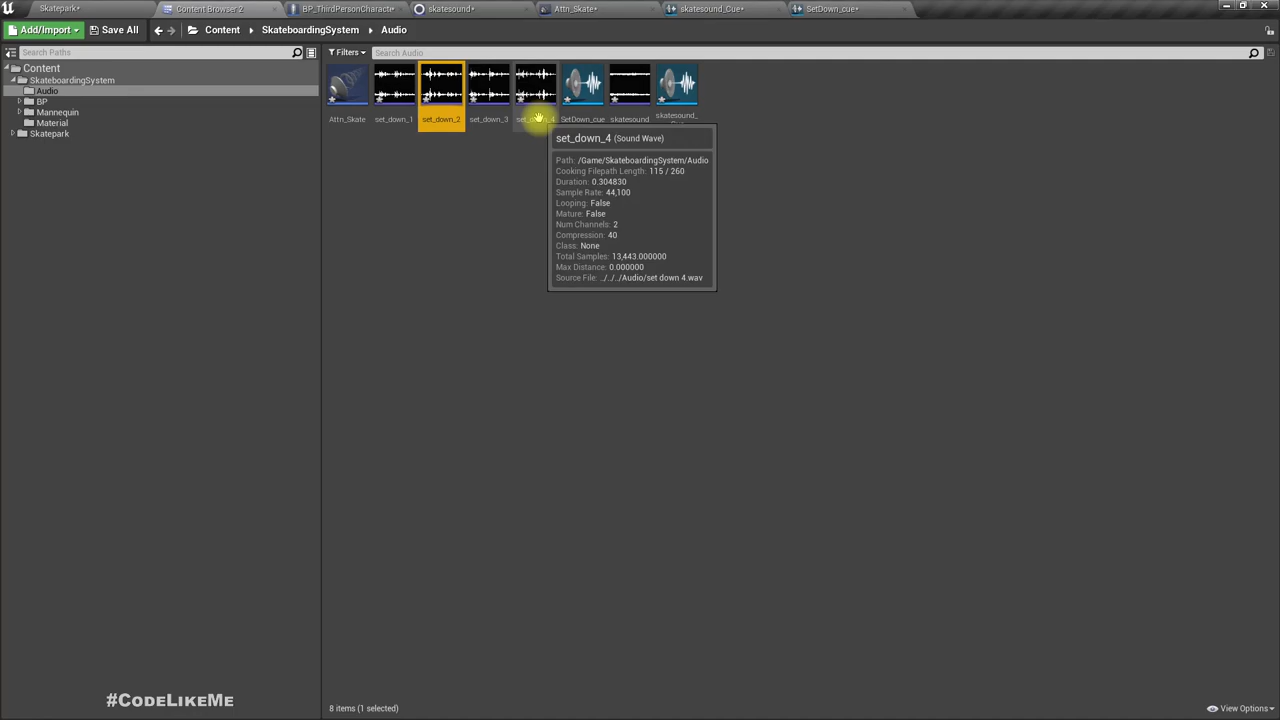 Skatepark*
Content Browser 2
BP_ThirdPersonCharacte
skatesound*
Attn_Skate*
skatesound_Cue*
SetDown_cue*
Add/Import
Save All
Content
SkateboardingSystem
Audio
Search Paths
Filters
Search Audio
Content
SkateboardingSystem
Audio
BP
Mannequin
Material
Skatepark
Attn_Skate
set_down_1
set_down_2
set_down_3
set_down_4
SetDown_cue
skatesound
skatesound_
set_down_4 (Sound Wave)
Path: /Game/SkateboardingSystem/Audio
Cooking Filepath Length: 115 / 260
Duration: 0.304830
Sample Rate: 44,100
Looping: False
Mature: False
Num Channels: 2
Compression: 40
Class: None
Total Samples: 13,443.000000
Max Distance: 0.000000
Source File: ../../../Audio/set down 4.wav
#CodeLikeMe
8 items (1 selected)
View Options